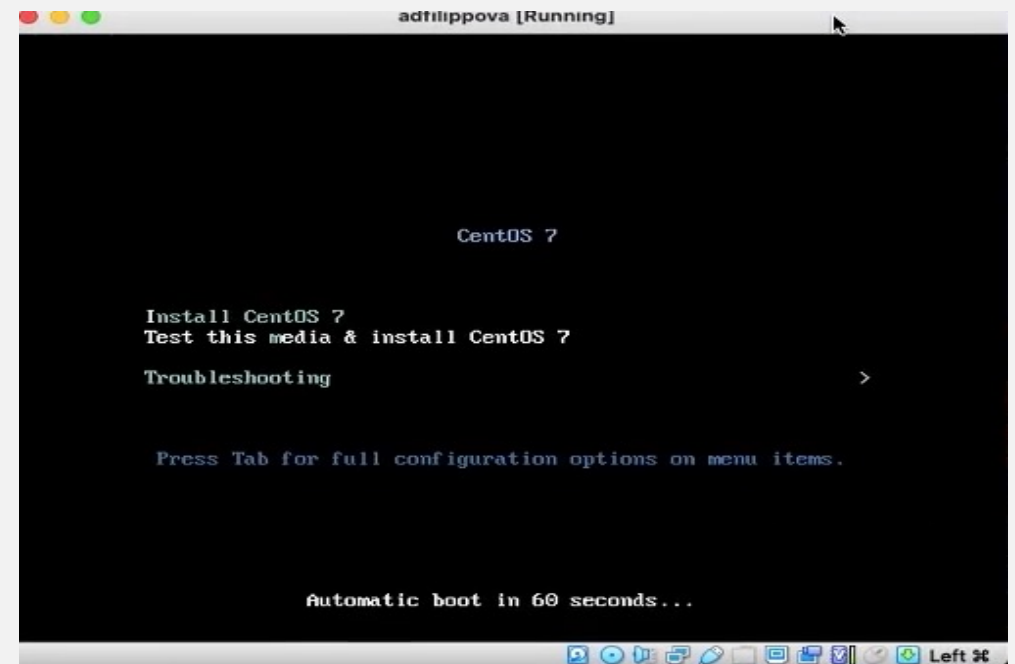 adfilippova [Running]
CentOS 7
Install CentOS 7
Test this media & install CentOS 7
Troubleshooting >
Press Tab for full configuration options on menu items.
Automatic boot in 60 seconds...
Left ⌘